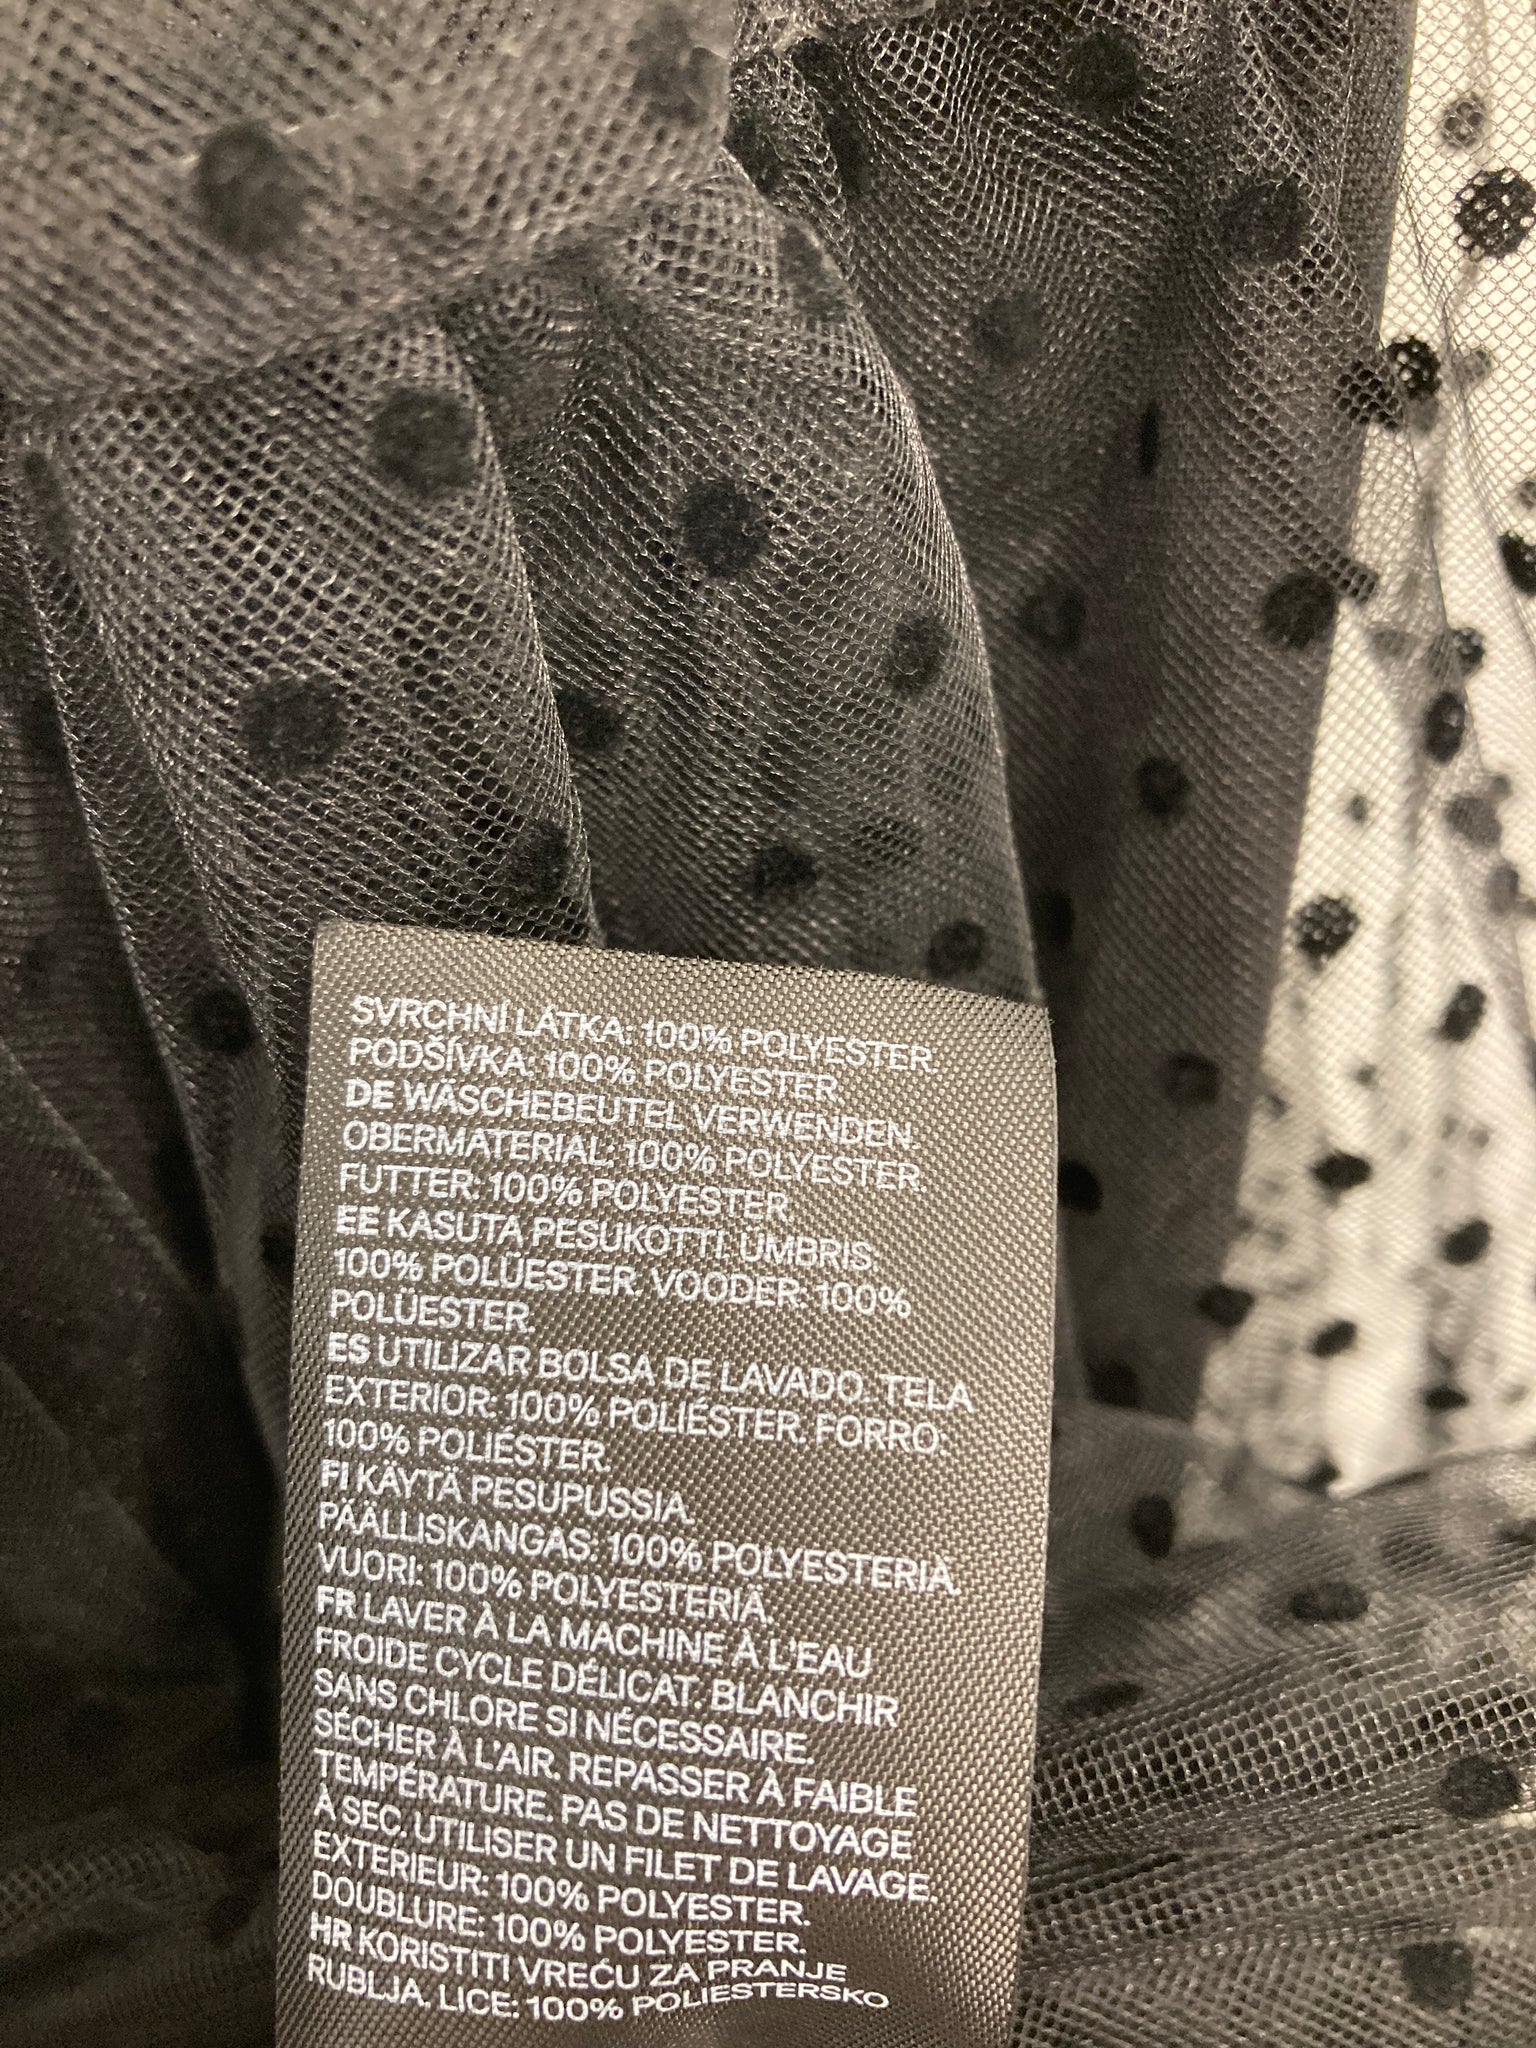 SVRCHNÍ LÁTKA: 100% POLYESTER.
PODŠÍVKA: 100% POLYESTER.
DE WÄSCHEBEUTEL VERWENDEN.
OBERMATERIAL: 100% POLYESTER.
FUTTER: 100% POLYESTER.
EE KASUTA PESUKOTTI. ÜMBRIS:
100% POLÜESTER. VOODER: 100%
POLÜESTER.
ES UTILIZAR BOLSA DE LAVADO. TELA
EXTERIOR: 100% POLIÉSTER. FORRO:
100% POLIÉSTER.
FI KÄYTÄ PESUPUSSIA.
PÄÄLLISKANGAS: 100% POLYESTERIÄ.
VUORI: 100% POLYESTERIÄ.
FR LAVER À LA MACHINE À L'EAU
FROIDE CYCLE DÉLICAT. BLANCHIR
SANS CHLORE SI NÉCESSAIRE.
SÉCHER À L'AIR. REPASSER À FAIBLE
TEMPÉRATURE. PAS DE NETTOYAGE
À SEC. UTILISER UN FILET DE LAVAGE.
EXTERIEUR: 100% POLYESTER.
DOUBLURE: 100% POLYESTER.
HR KORISTITI VREĆU ZA PRANJE
RUBLJA. LICE: 100% POLIESTERSKO